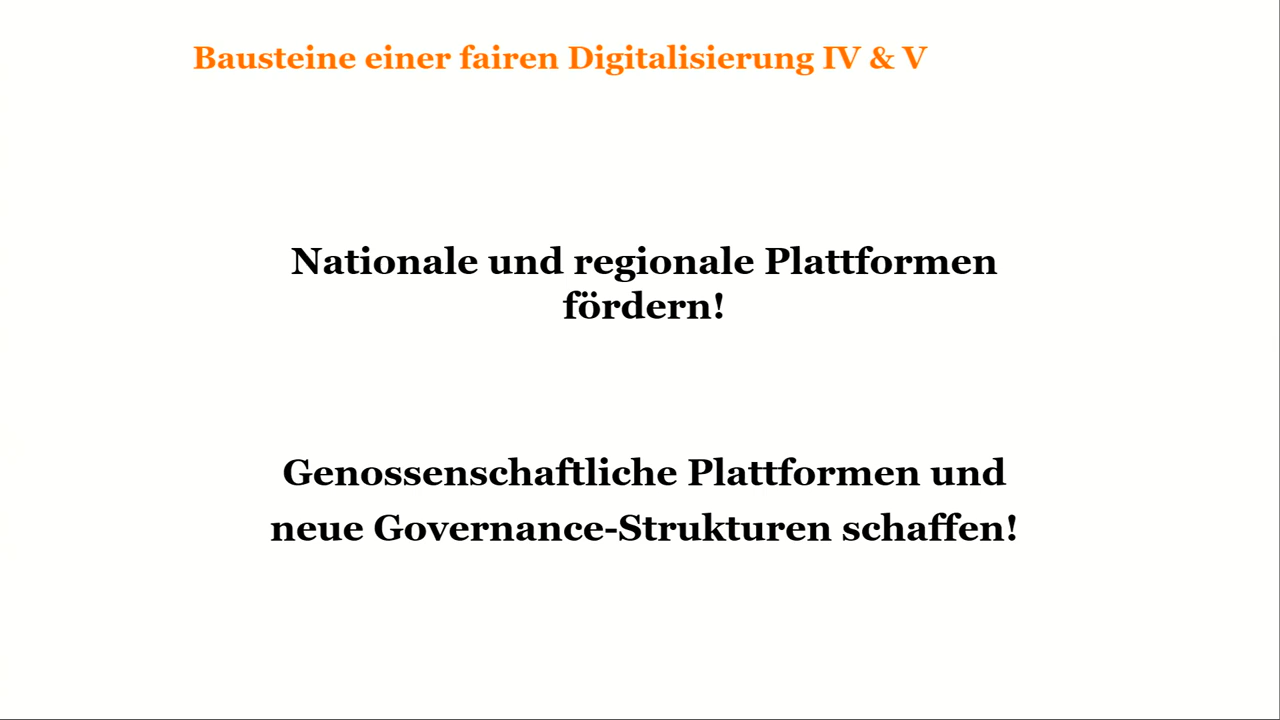 Bausteine einer fairen Digitalisierung IV & V
Nationale und regionale Plattformen
fördern!
Genossenschaftliche Plattformen und
neue Governance-Strukturen schaffen!